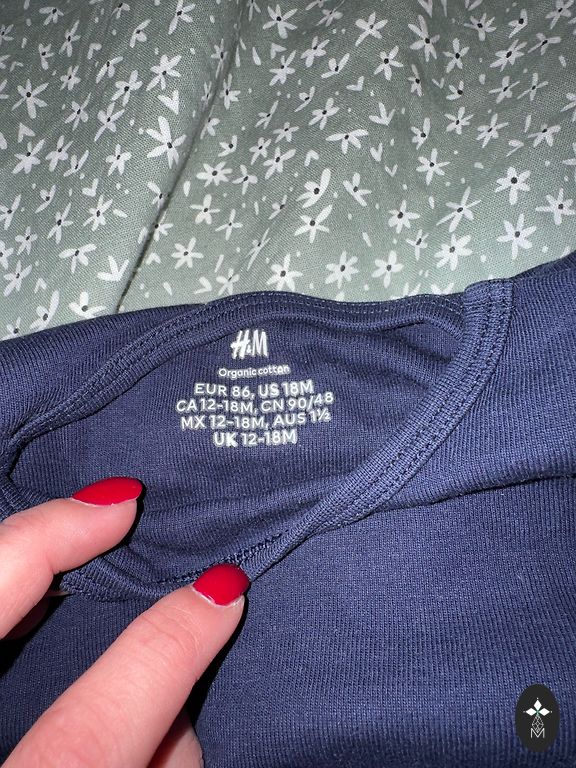 H&M
Organic cotton
EUR 86, US 18M
CA 12-18M, CN 90/48
MX 12-18M, AUS 1½
UK 12-18M
M